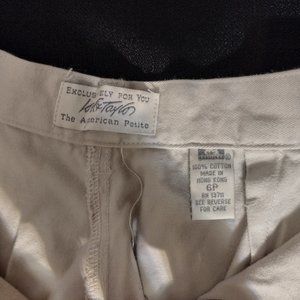 EXCLUSIVELY FOR YOU
Lord & Taylor
The American Petite
100% COTTON
MADE IN
HONG KONG
6P
SEE REVERSE
FOR CARE